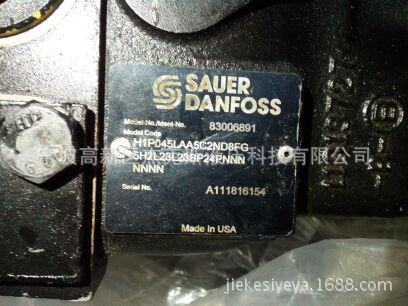 SAUER
DANFOSS
Model-No./Ident-No. 83006891
Model Code
H1P045LAA5C2ND8FG
5H2L23L23BP24PNNN
NNNN
Serial No. A111816154
Made in USA
jiekesiyeya.1688.com